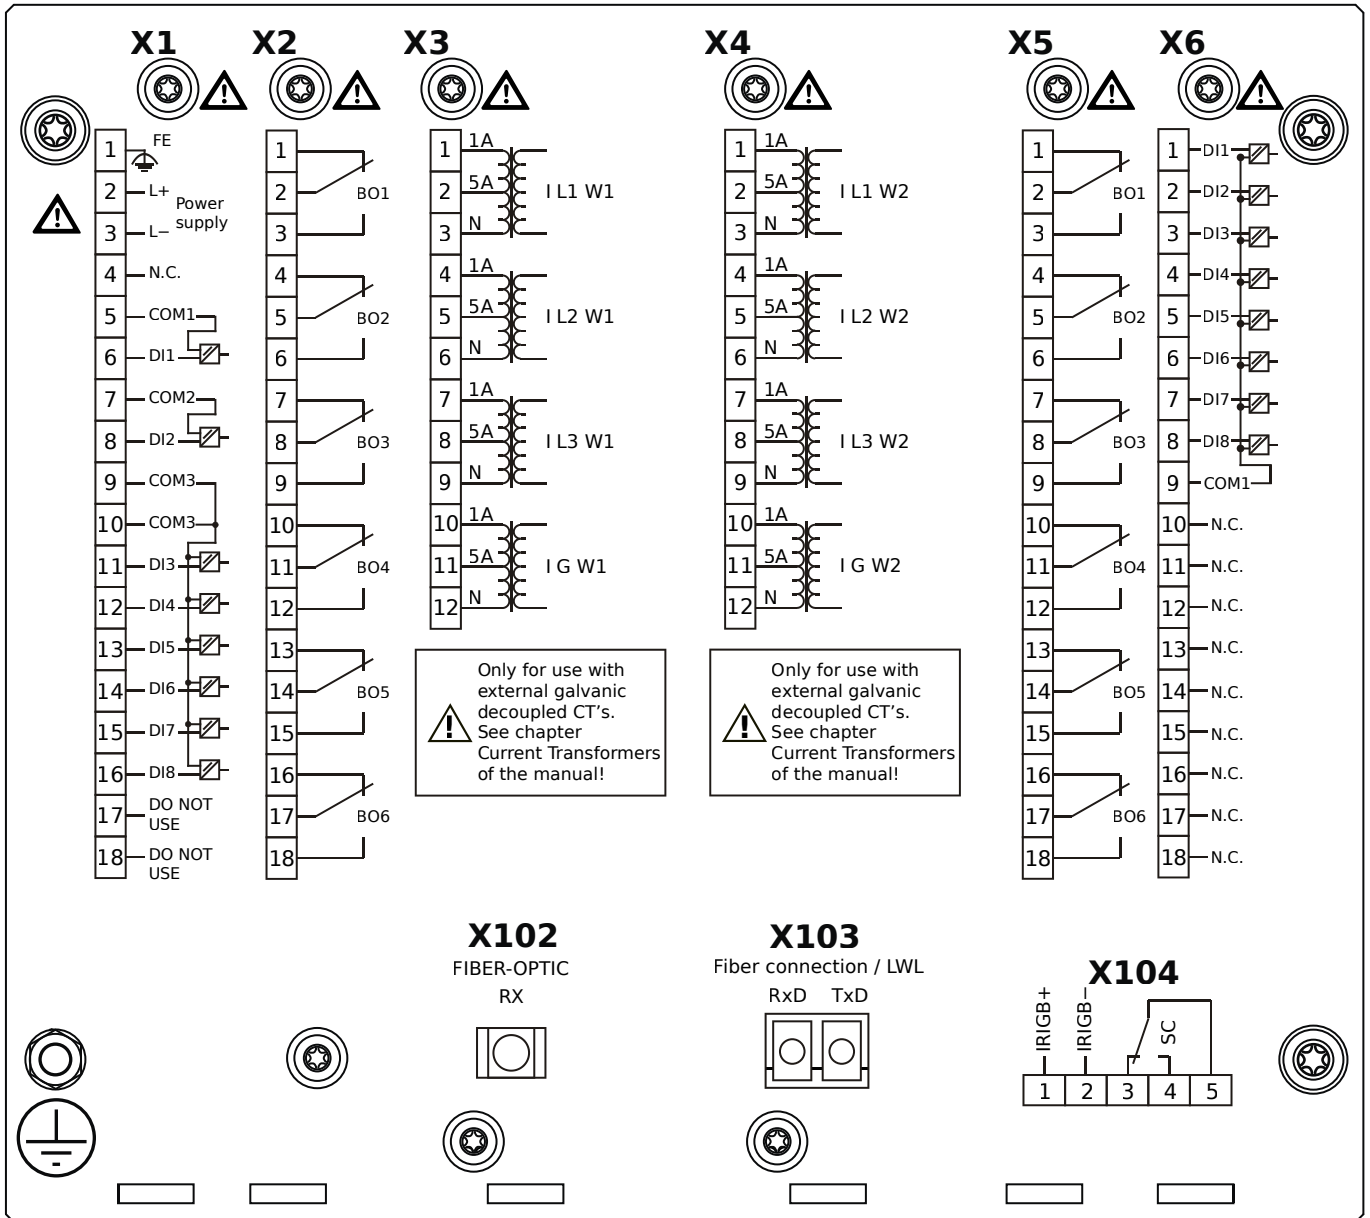 X1 X2 X3 X4 X5 X6
1 FE
2 L+ Power
supply
3 L−
4 N.C.
5 COM1
6 DI1
7 COM2
8 DI2
9 COM3
10 COM3
11 DI3
12 DI4
13 DI5
14 DI6
15 DI7
16 DI8
17 DO NOT
USE
18 DO NOT
USE
1
2 BO1
3
4
5 BO2
6
7
8 BO3
9
10
11 BO4
12
13
14 BO5
15
16
17 BO6
18
1 1A
2 5A I L1 W1
3 N
4 1A
5 5A I L2 W1
6 N
7 1A
8 5A I L3 W1
9 N
10 1A
11 5A I G W1
12 N
Only for use with
external galvanic
decoupled CT's.
See chapter
Current Transformers
of the manual!
1 1A
2 5A I L1 W2
3 N
4 1A
5 5A I L2 W2
6 N
7 1A
8 5A I L3 W2
9 N
10 1A
11 5A I G W2
12 N
Only for use with
external galvanic
decoupled CT's.
See chapter
Current Transformers
of the manual!
1
2 BO1
3
4
5 BO2
6
7
8 BO3
9
10
11 BO4
12
13
14 BO5
15
16
17 BO6
18
1 DI1
2 DI2
3 DI3
4 DI4
5 DI5
6 DI6
7 DI7
8 DI8
9 COM1
10 N.C.
11 N.C.
12 N.C.
13 N.C.
14 N.C.
15 N.C.
16 N.C.
17 N.C.
18 N.C.
X102
FIBER-OPTIC
RX
X103
Fiber connection / LWL
RxD TxD
X104
IRIGB+ IRIGB− SC
1 2 3 4 5